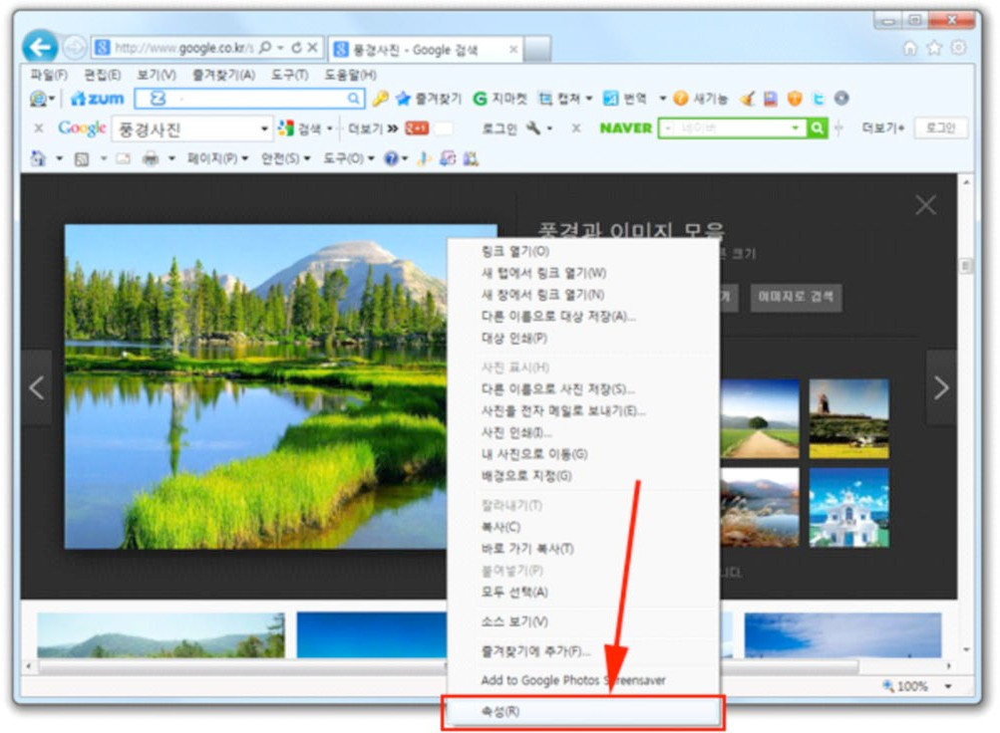 http://www.google.co.kr/s
풍경사진 - Google 검색
파일(F) 편집(E) 보기(V) 즐겨찾기(A) 도구(T) 도움말(H)
zum 즐겨찾기 G 지마켓 캡쳐 번역 새기능
Google 풍경사진 검색 더보기 » 로그인 NAVER 네이버 더보기+ 로그인
페이지(P) 안전(S) 도구(O)
풍경과 이미지 모음
크기
이미지로 검색
링크 열기(O)
새 탭에서 링크 열기(W)
새 창에서 링크 열기(N)
다른 이름으로 대상 저장(A)...
대상 인쇄(P)
사진 표시(H)
다른 이름으로 사진 저장(S)...
사진을 전자 메일로 보내기(E)...
사진 인쇄(I)...
내 사진으로 이동(G)
배경으로 지정(G)
잘라내기(T)
복사(C)
바로 가기 복사(T)
붙여넣기(P)
모두 선택(A)
니다.
소스 보기(V)
즐겨찾기에 추가(F)...
Add to Google Photos Screensaver
속성(R)
100%